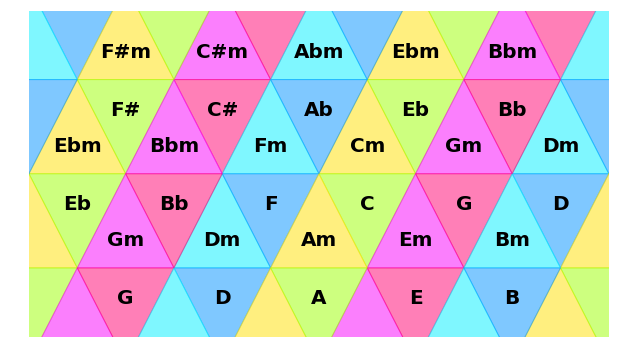 F#m C#m Abm Ebm Bbm
F# C# Ab Eb Bb
Ebm Bbm Fm Cm Gm Dm
Eb Bb F C G D
Gm Dm Am Em Bm
G D A E B